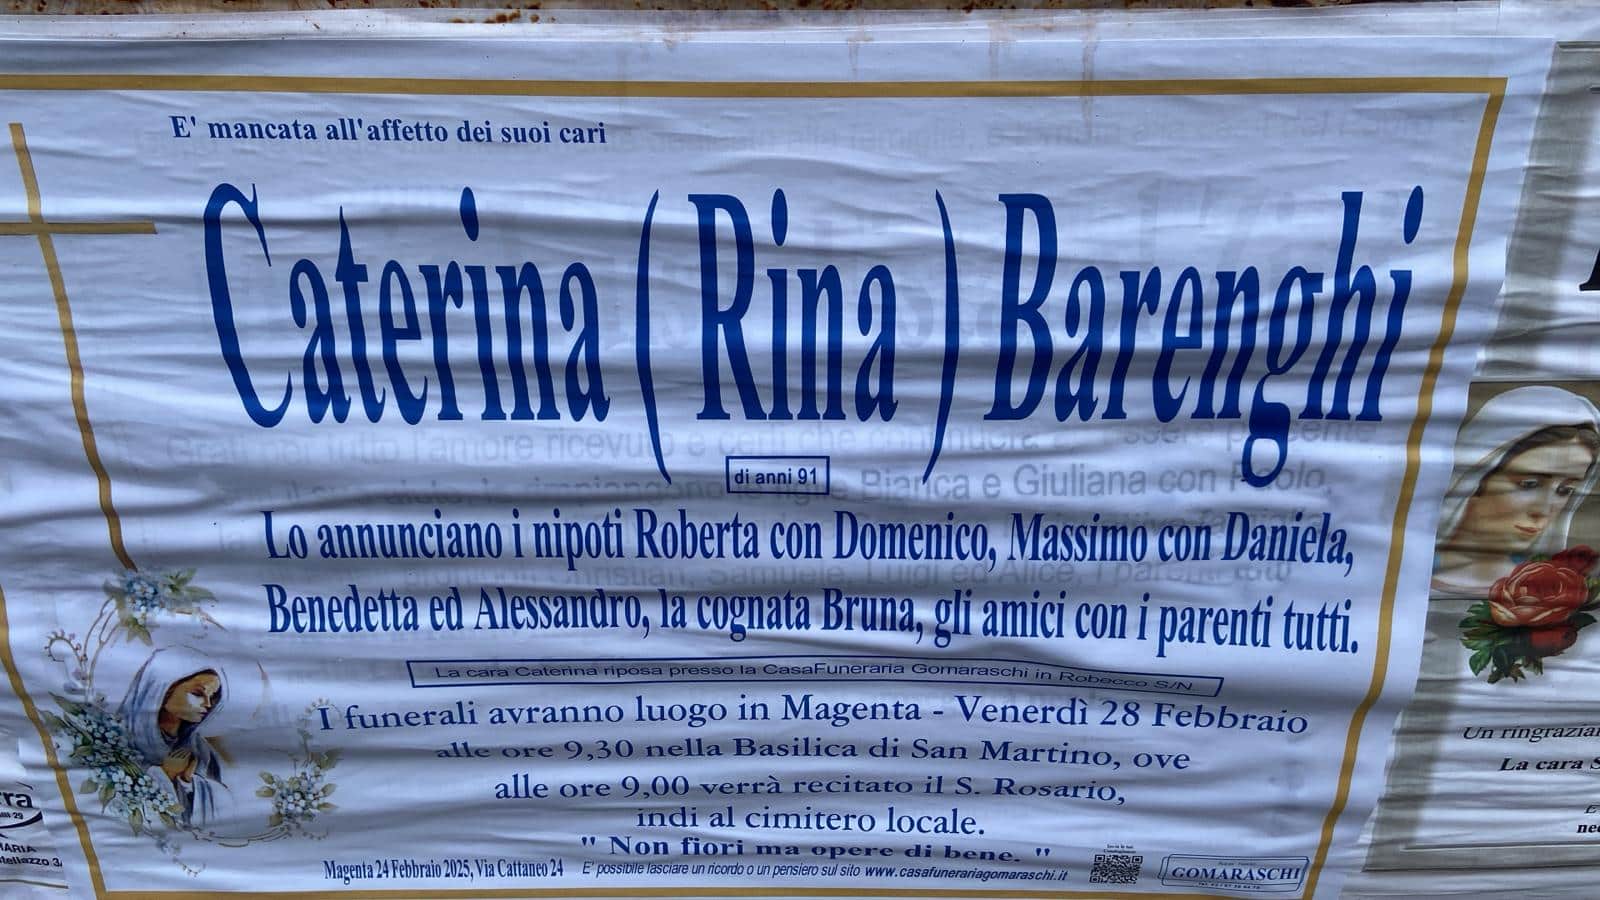 E' mancata all'affetto dei suoi cari
Caterina ( Rina ) Barenghi
di anni 91
Lo annunciano i nipoti Roberta con Domenico, Massimo con Daniela,
Benedetta ed Alessandro, la cognata Bruna, gli amici con i parenti tutti.
La cara Caterina riposa presso la CasaFuneraria Gomaraschi in Robecco S/N
I funerali avranno luogo in Magenta - Venerdì 28 Febbraio
alle ore 9,30 nella Basilica di San Martino, ove
alle ore 9,00 verrà recitato il S. Rosario,
indi al cimitero locale.
" Non fiori ma opere di bene. "
Magenta 24 Febbraio 2025, Via Cattaneo 24
E' possibile lasciare un ricordo o un pensiero sul sito www.casafunerariagomaraschi.it
GOMARASCHI
Un ringrazia
La cara S